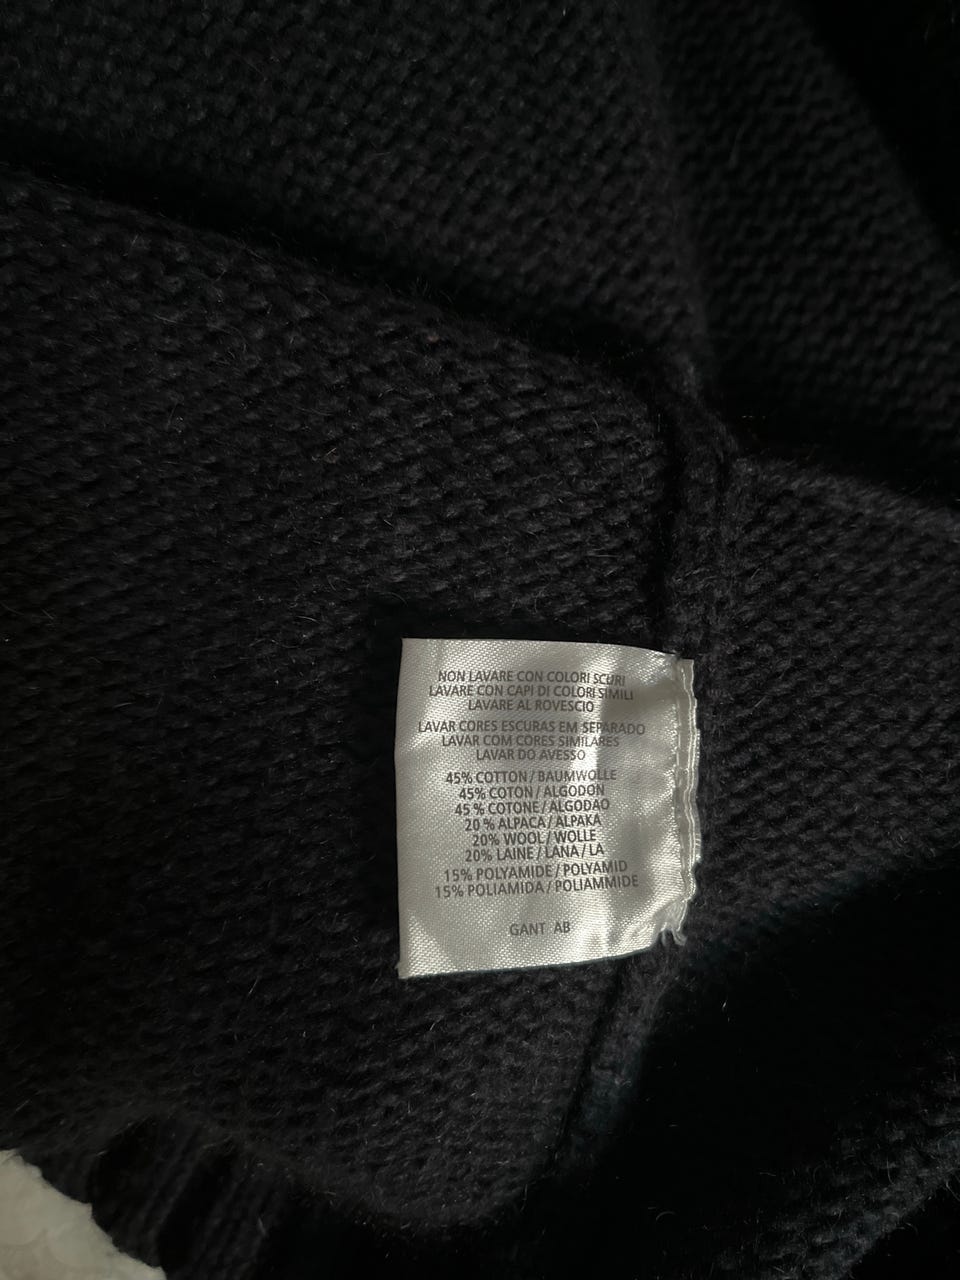 NON LAVARE CON COLORI SCURI
LAVARE CON CAPI DI COLORI SIMILI
LAVARE AL ROVESCIO
LAVAR CORES ESCURAS EM SEPARADO
LAVAR COM CORES SIMILARES
LAVAR DO AVESSO
45% COTTON / BAUMWOLLE
45% COTON / ALGODON
45 % COTONE / ALGODAO
20 % ALPACA / ALPAKA
20% WOOL / WOLLE
20% LAINE / LANA / LA
15% POLYAMIDE / POLYAMID
15% POLIAMIDA / POLIAMMIDE
GANT AB